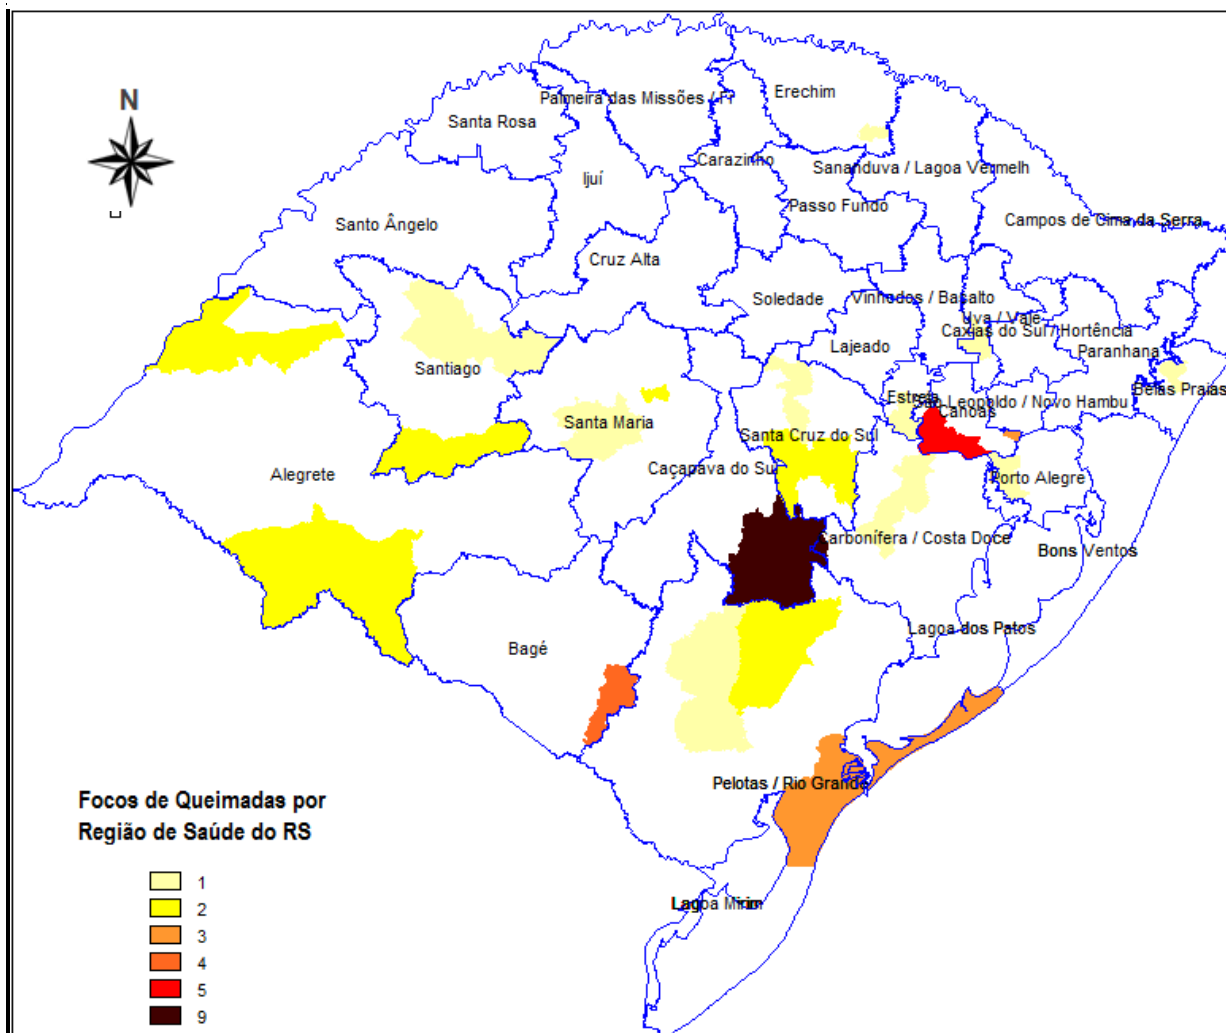 N
Palmeira das Missões / Fr
Erechim
Santa Rosa
Carazinho
Sananduva / Lagoa Vermelh
Ijuí
Passo Fundo
Campos de Cima da Serra
Santo Ângelo
Cruz Alta
Soledade
Vinhedos / Basalto
Uva / Vale
Caxias do Sul / Hortência
Lajeado
Paranhana
Santiago
Belas Praias
Estrela
São Leopoldo / Novo Hambu
Canoas
Santa Maria
Santa Cruz do Sul
Caçapava do Sul
Alegrete
Porto Alegre
Carbonífera / Costa Doce
Bons Ventos
Lagoa dos Patos
Bagé
Pelotas / Rio Grande
Lagoa Mirim
Focos de Queimadas por
Região de Saúde do RS
1
2
3
4
5
9